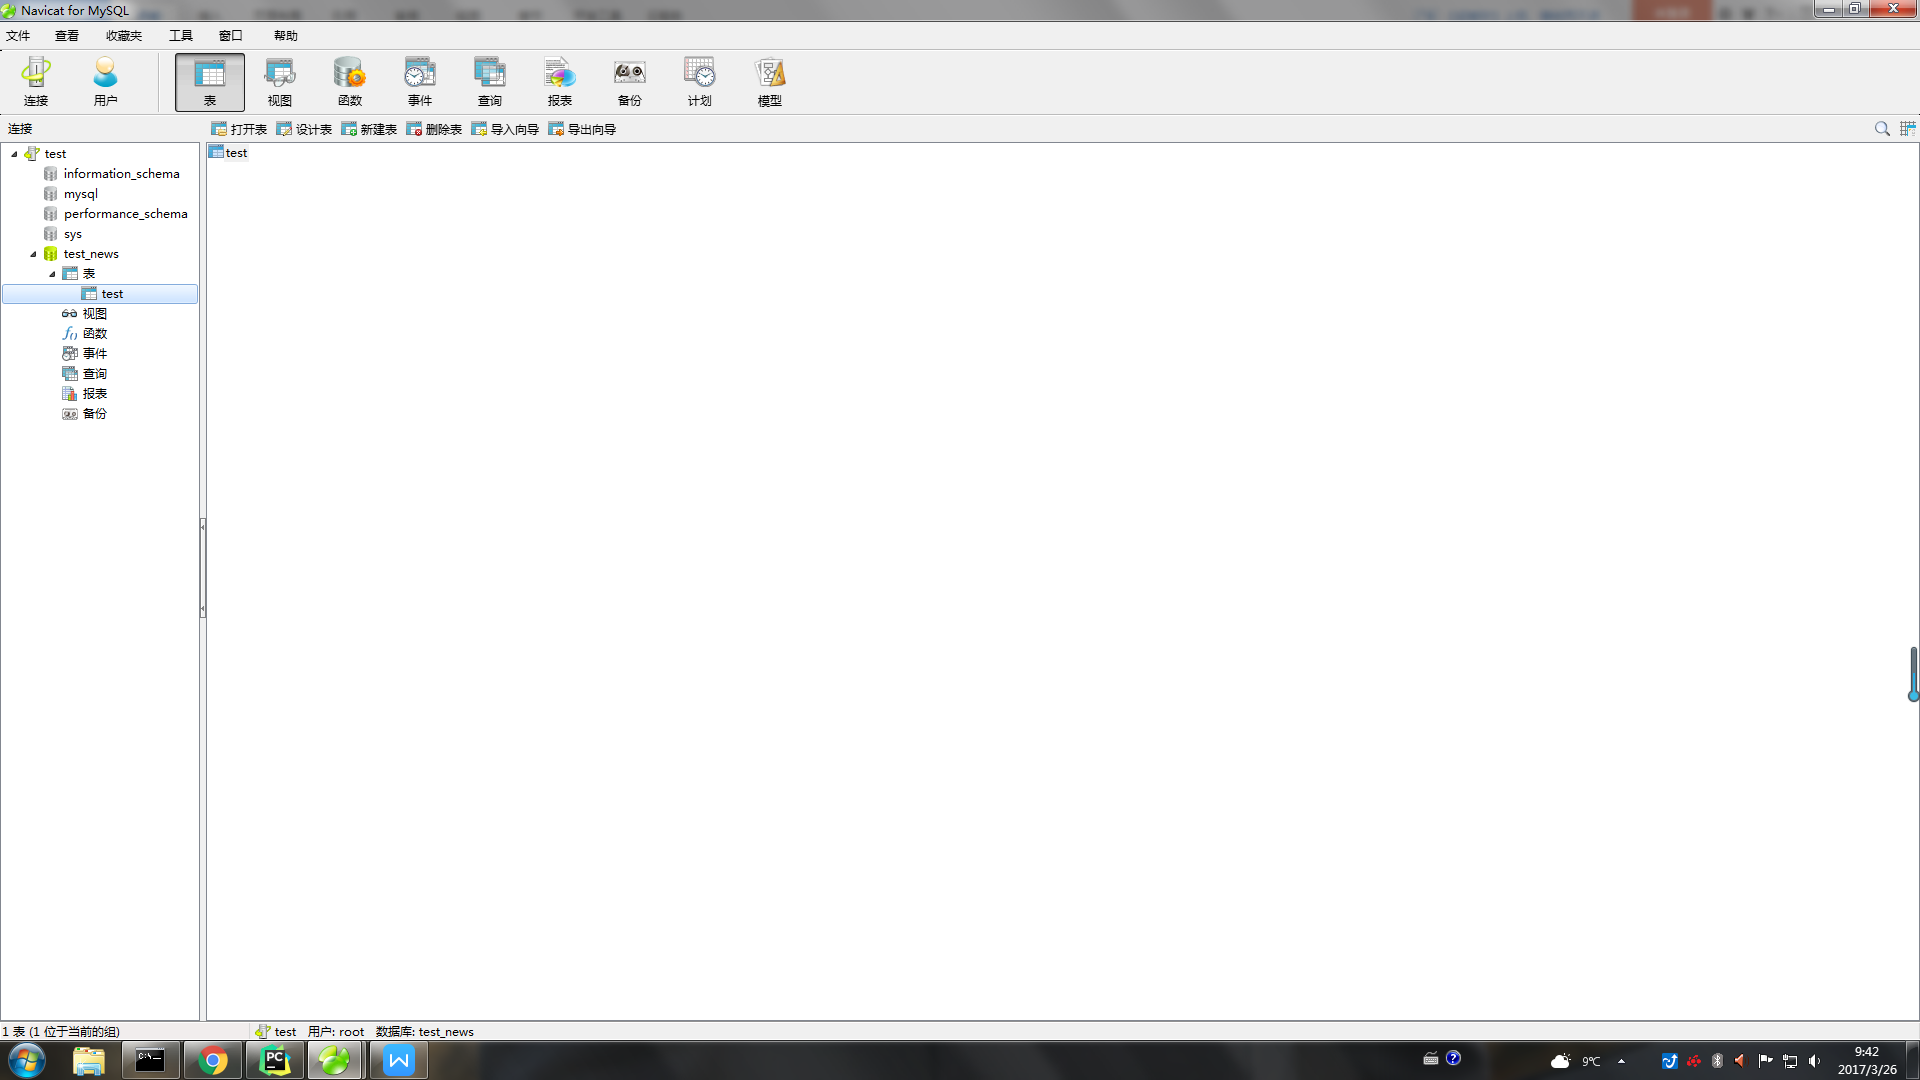 Navicat for MySQL
文件 查看 收藏夹 工具 窗口 帮助
连接 用户 表 视图 函数 事件 查询 报表 备份 计划 模型
连接 打开表 设计表 新建表 删除表 导入向导 导出向导
test
information_schema
mysql
performance_schema
sys
test_news
表
test
视图
函数
事件
查询
报表
备份
test
1 表 (1 位于当前的组) test 用户: root 数据库: test_news
9°C
9:42
2017/3/26